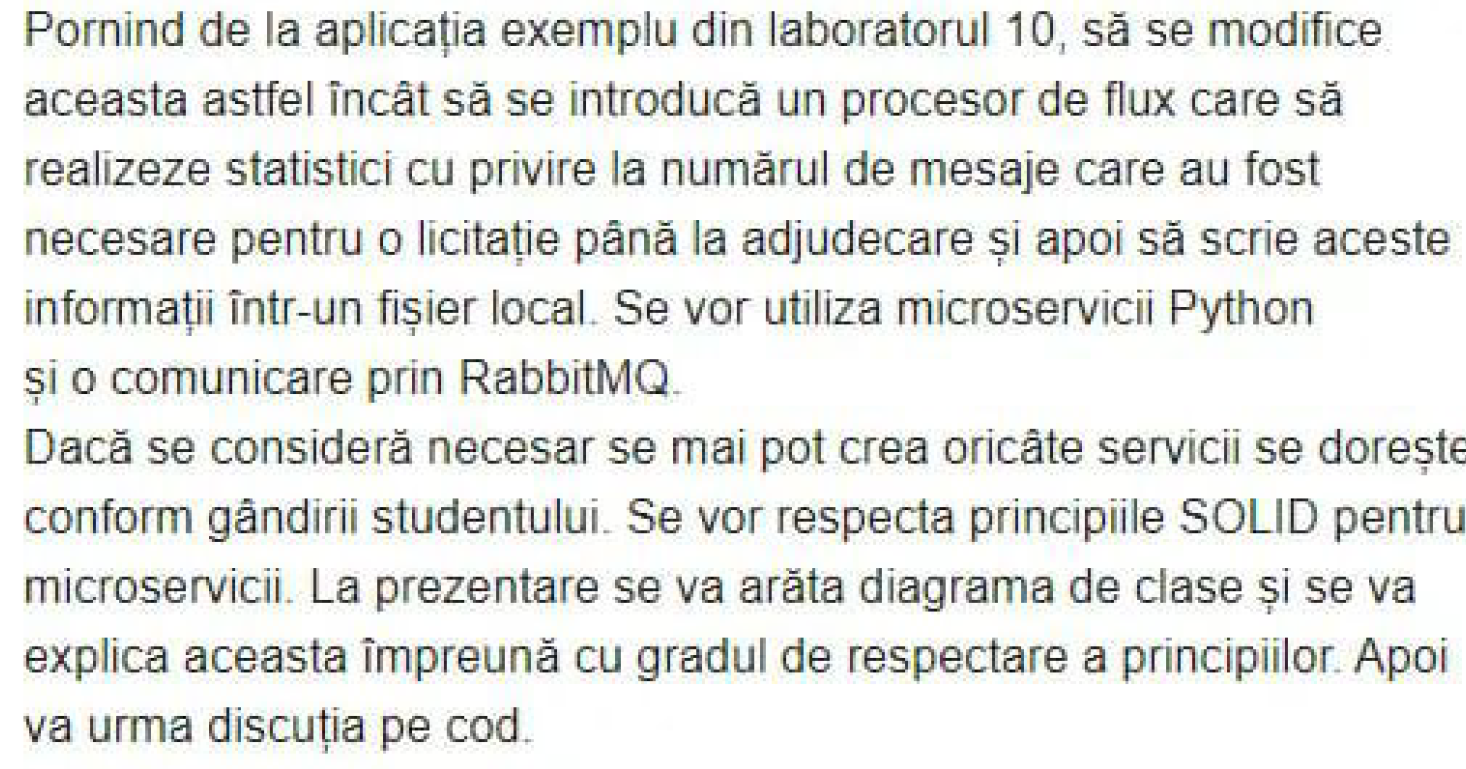 Pornind de la aplicația exemplu din laboratorul 10, să se modifice
aceasta astfel încât să se introducă un procesor de flux care să
realizeze statistici cu privire la numărul de mesaje care au fost
necesare pentru o licitație până la adjudecare și apoi să scrie aceste
informații într-un fișier local. Se vor utiliza microservicii Python
și o comunicare prin RabbitMQ.
Dacă se consideră necesar se mai pot crea oricâte servicii se dorește
conform gândirii studentului. Se vor respecta principiile SOLID pentru
microservicii. La prezentare se va arăta diagrama de clase și se va
explica aceasta împreună cu gradul de respectare a principiilor. Apoi
va urma discuția pe cod.